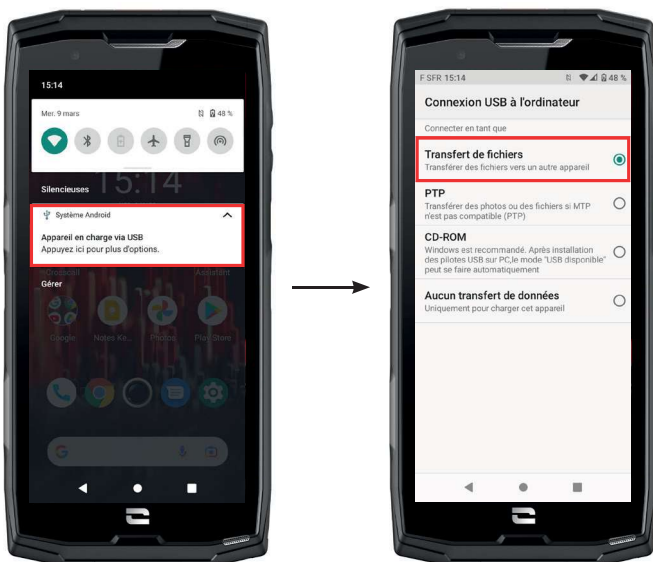 15:14
Mer. 9 mars
48 %
Silencieuses
15:14
Système Android
Appareil en charge via USB
Appuyez ici pour plus d'options.
Assistant
Gérer
Google
Notes Ke...
Photos
Play Store
F SFR 15:14
48 %
Connexion USB à l'ordinateur
Connecter en tant que
Transfert de fichiers
Transférer des fichiers vers un autre appareil
PTP
Transférer des photos ou des fichiers si MTP
n'est pas compatible (PTP)
CD-ROM
Windows est recommandé. Après installation
des pilotes USB sur PC,le mode "USB disponible"
peut se faire automatiquement
Aucun transfert de données
Uniquement pour charger cet appareil